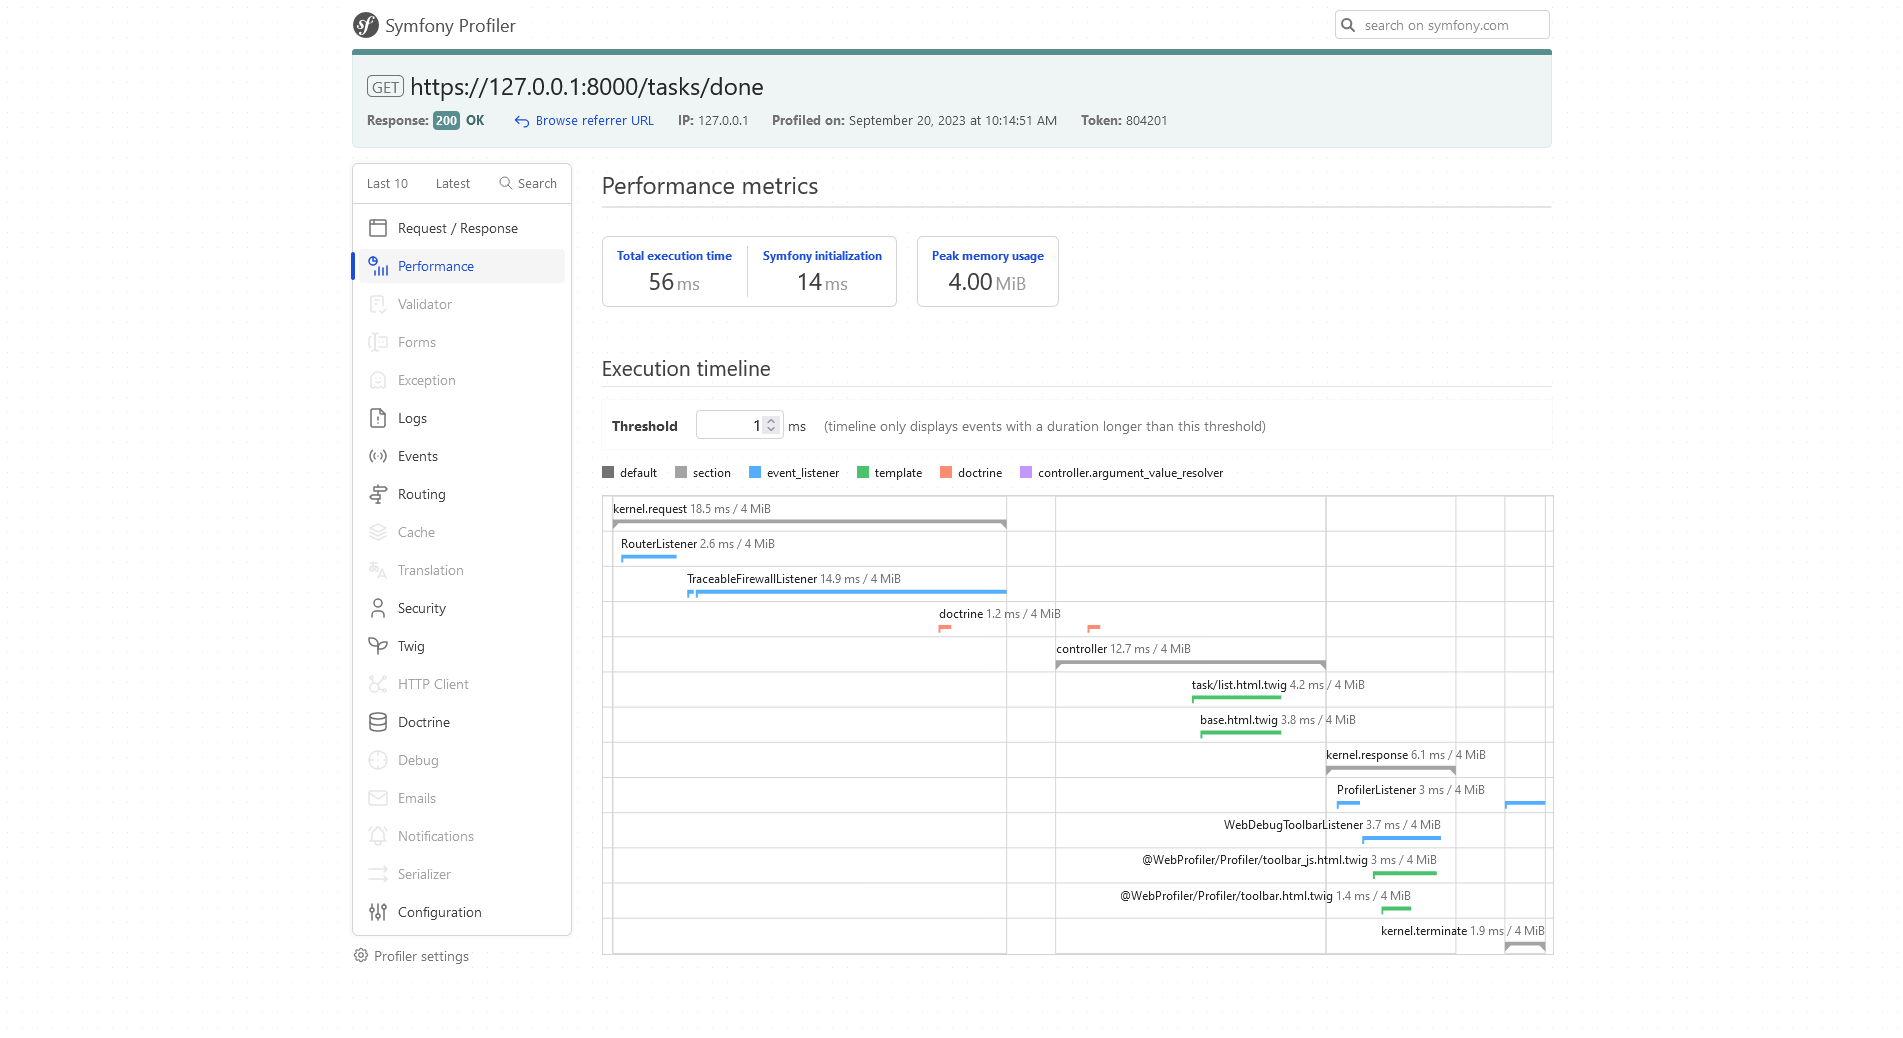 Symfony Profiler
search on symfony.com
GET https://127.0.0.1:8000/tasks/done
Response: 200 OK Browse referrer URL IP: 127.0.0.1 Profiled on: September 20, 2023 at 10:14:51 AM Token: 804201
Last 10 Latest Search
Request / Response
Performance
Validator
Forms
Exception
Logs
Events
Routing
Cache
Translation
Security
Twig
HTTP Client
Doctrine
Debug
Emails
Notifications
Serializer
Configuration
Profiler settings
Performance metrics
Total execution time Symfony initialization Peak memory usage
56 ms 14 ms 4.00 MiB
Execution timeline
Threshold 1 ms (timeline only displays events with a duration longer than this threshold)
default section event_listener template doctrine controller.argument_value_resolver
kernel.request 18.5 ms / 4 MiB
RouterListener 2.6 ms / 4 MiB
TraceableFirewallListener 14.9 ms / 4 MiB
doctrine 1.2 ms / 4 MiB
controller 12.7 ms / 4 MiB
task/list.html.twig 4.2 ms / 4 MiB
base.html.twig 3.8 ms / 4 MiB
kernel.response 6.1 ms / 4 MiB
ProfilerListener 3 ms / 4 MiB
WebDebugToolbarListener 3.7 ms / 4 MiB
@WebProfiler/Profiler/toolbar_js.html.twig 3 ms / 4 MiB
@WebProfiler/Profiler/toolbar.html.twig 1.4 ms / 4 MiB
kernel.terminate 1.9 ms / 4 MiB